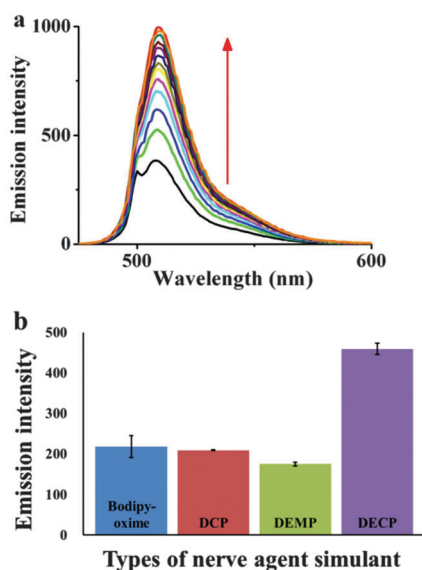 a
1000
500
0
Emission intensity
500
600
Wavelength (nm)
b
500
400
300
200
100
0
Emission intensity
Bodipy-
oxime
DCP
DEMP
DECP
Types of nerve agent simulant